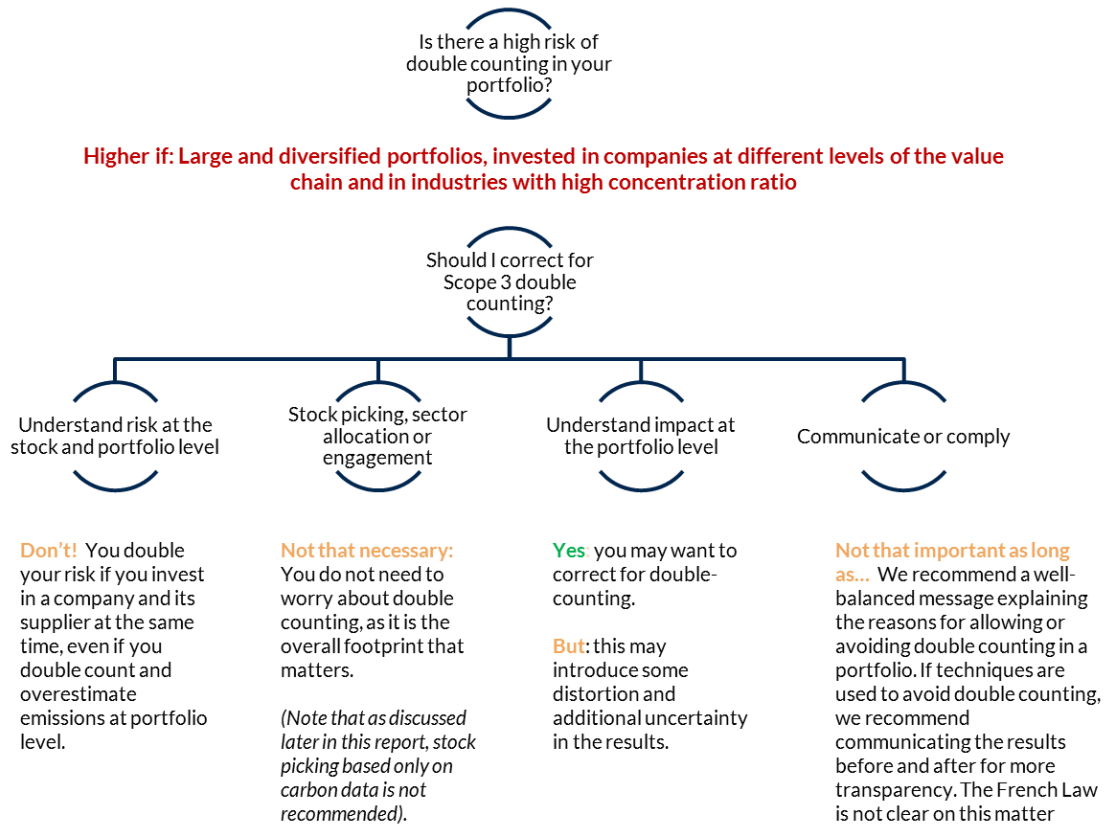 Is there a high risk of
double counting in your
portfolio?
Higher if: Large and diversified portfolios, invested in companies at different levels of the value
chain and in industries with high concentration ratio
Should I correct for
Scope 3 double
counting?
Understand risk at the
stock and portfolio level
Stock picking, sector
allocation or
engagement
Understand impact at
the portfolio level
Communicate or comply
Don't! You double
your risk if you invest
in a company and its
supplier at the same
time, even if you
double count and
overestimate
emissions at portfolio
level.
Not that necessary:
You do not need to
worry about double
counting, as it is the
overall footprint that
matters.
(Note that as discussed
later in this report, stock
picking based only on
carbon data is not
recommended).
Yes: you may want to
correct for double-
counting.
But: this may
introduce some
distortion and
additional uncertainty
in the results.
Not that important as long
as... We recommend a well-
balanced message explaining
the reasons for allowing or
avoiding double counting in a
portfolio. If techniques are
used to avoid double counting,
we recommend
communicating the results
before and after for more
transparency. The French Law
is not clear on this matter